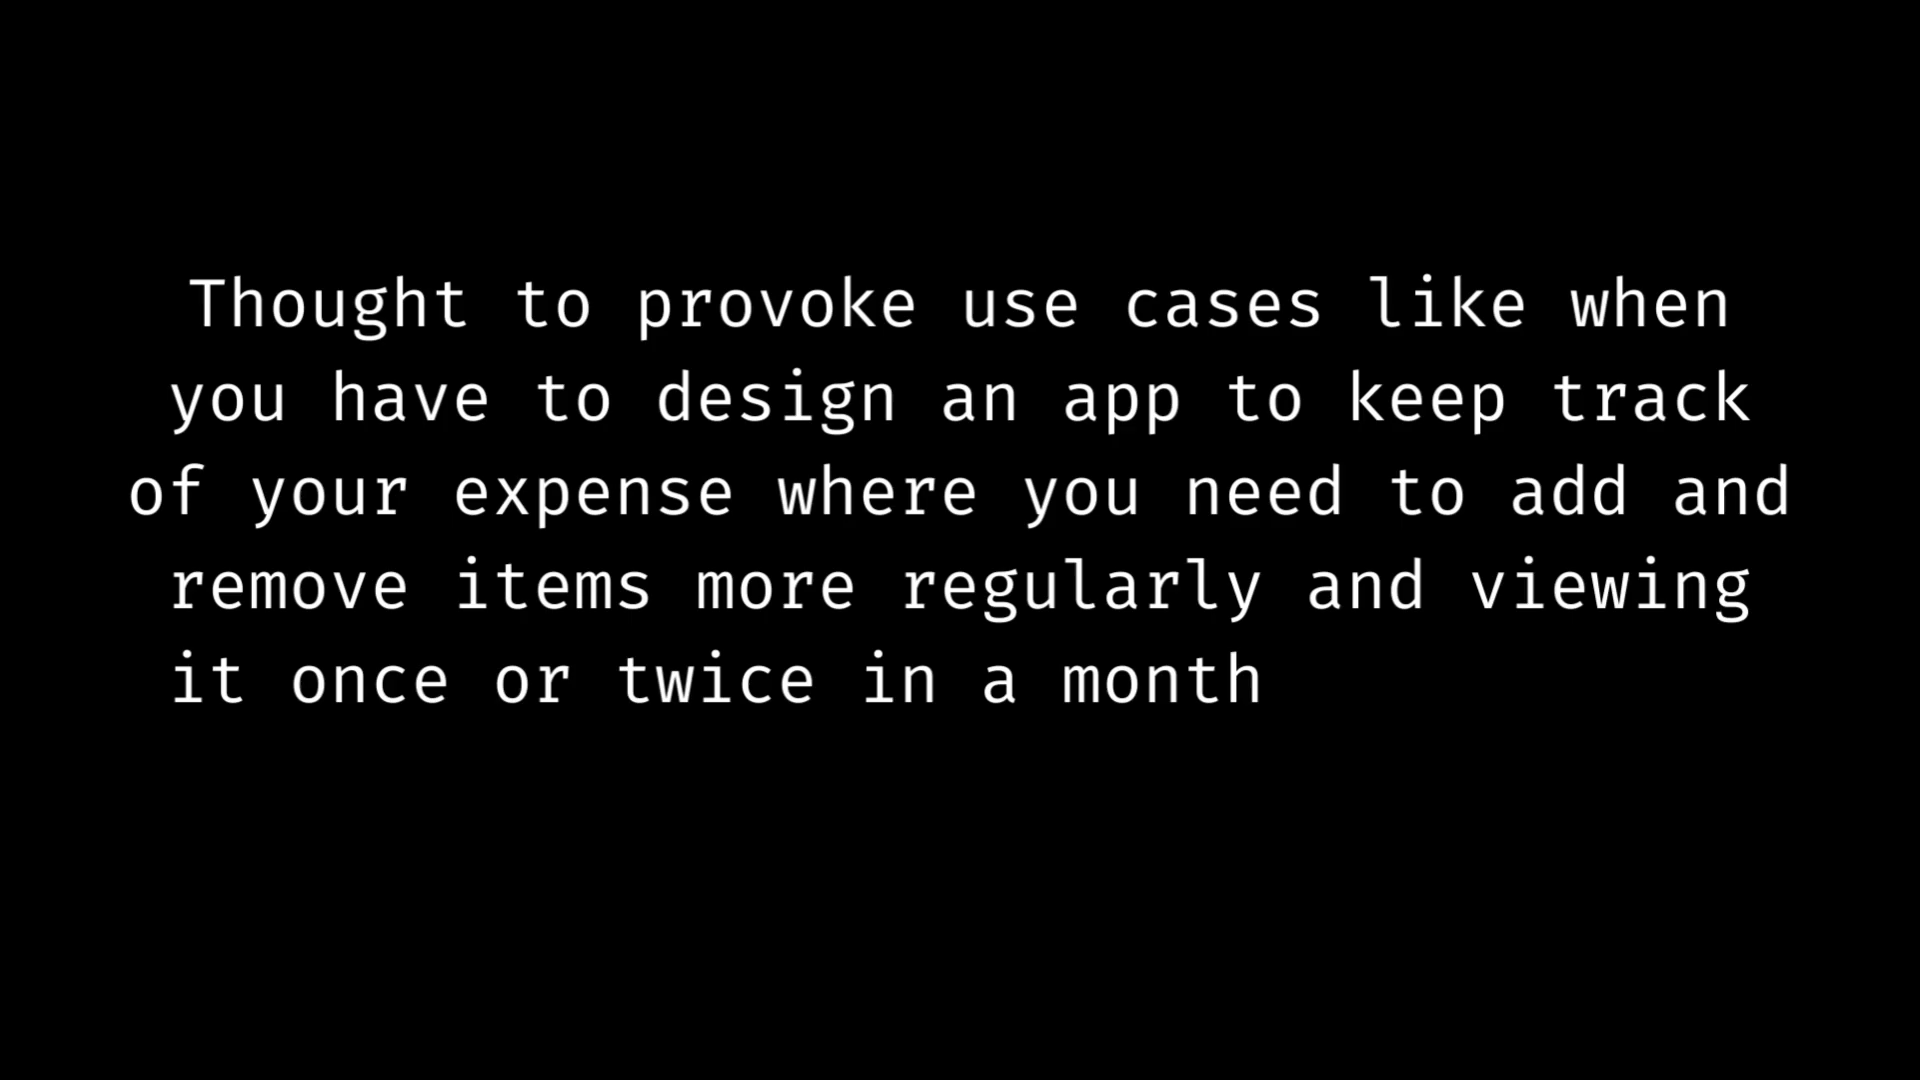 Thought to provoke use cases like when
you have to design an app to keep track
of your expense where you need to add and
remove items more regularly and viewing
it once or twice in a month